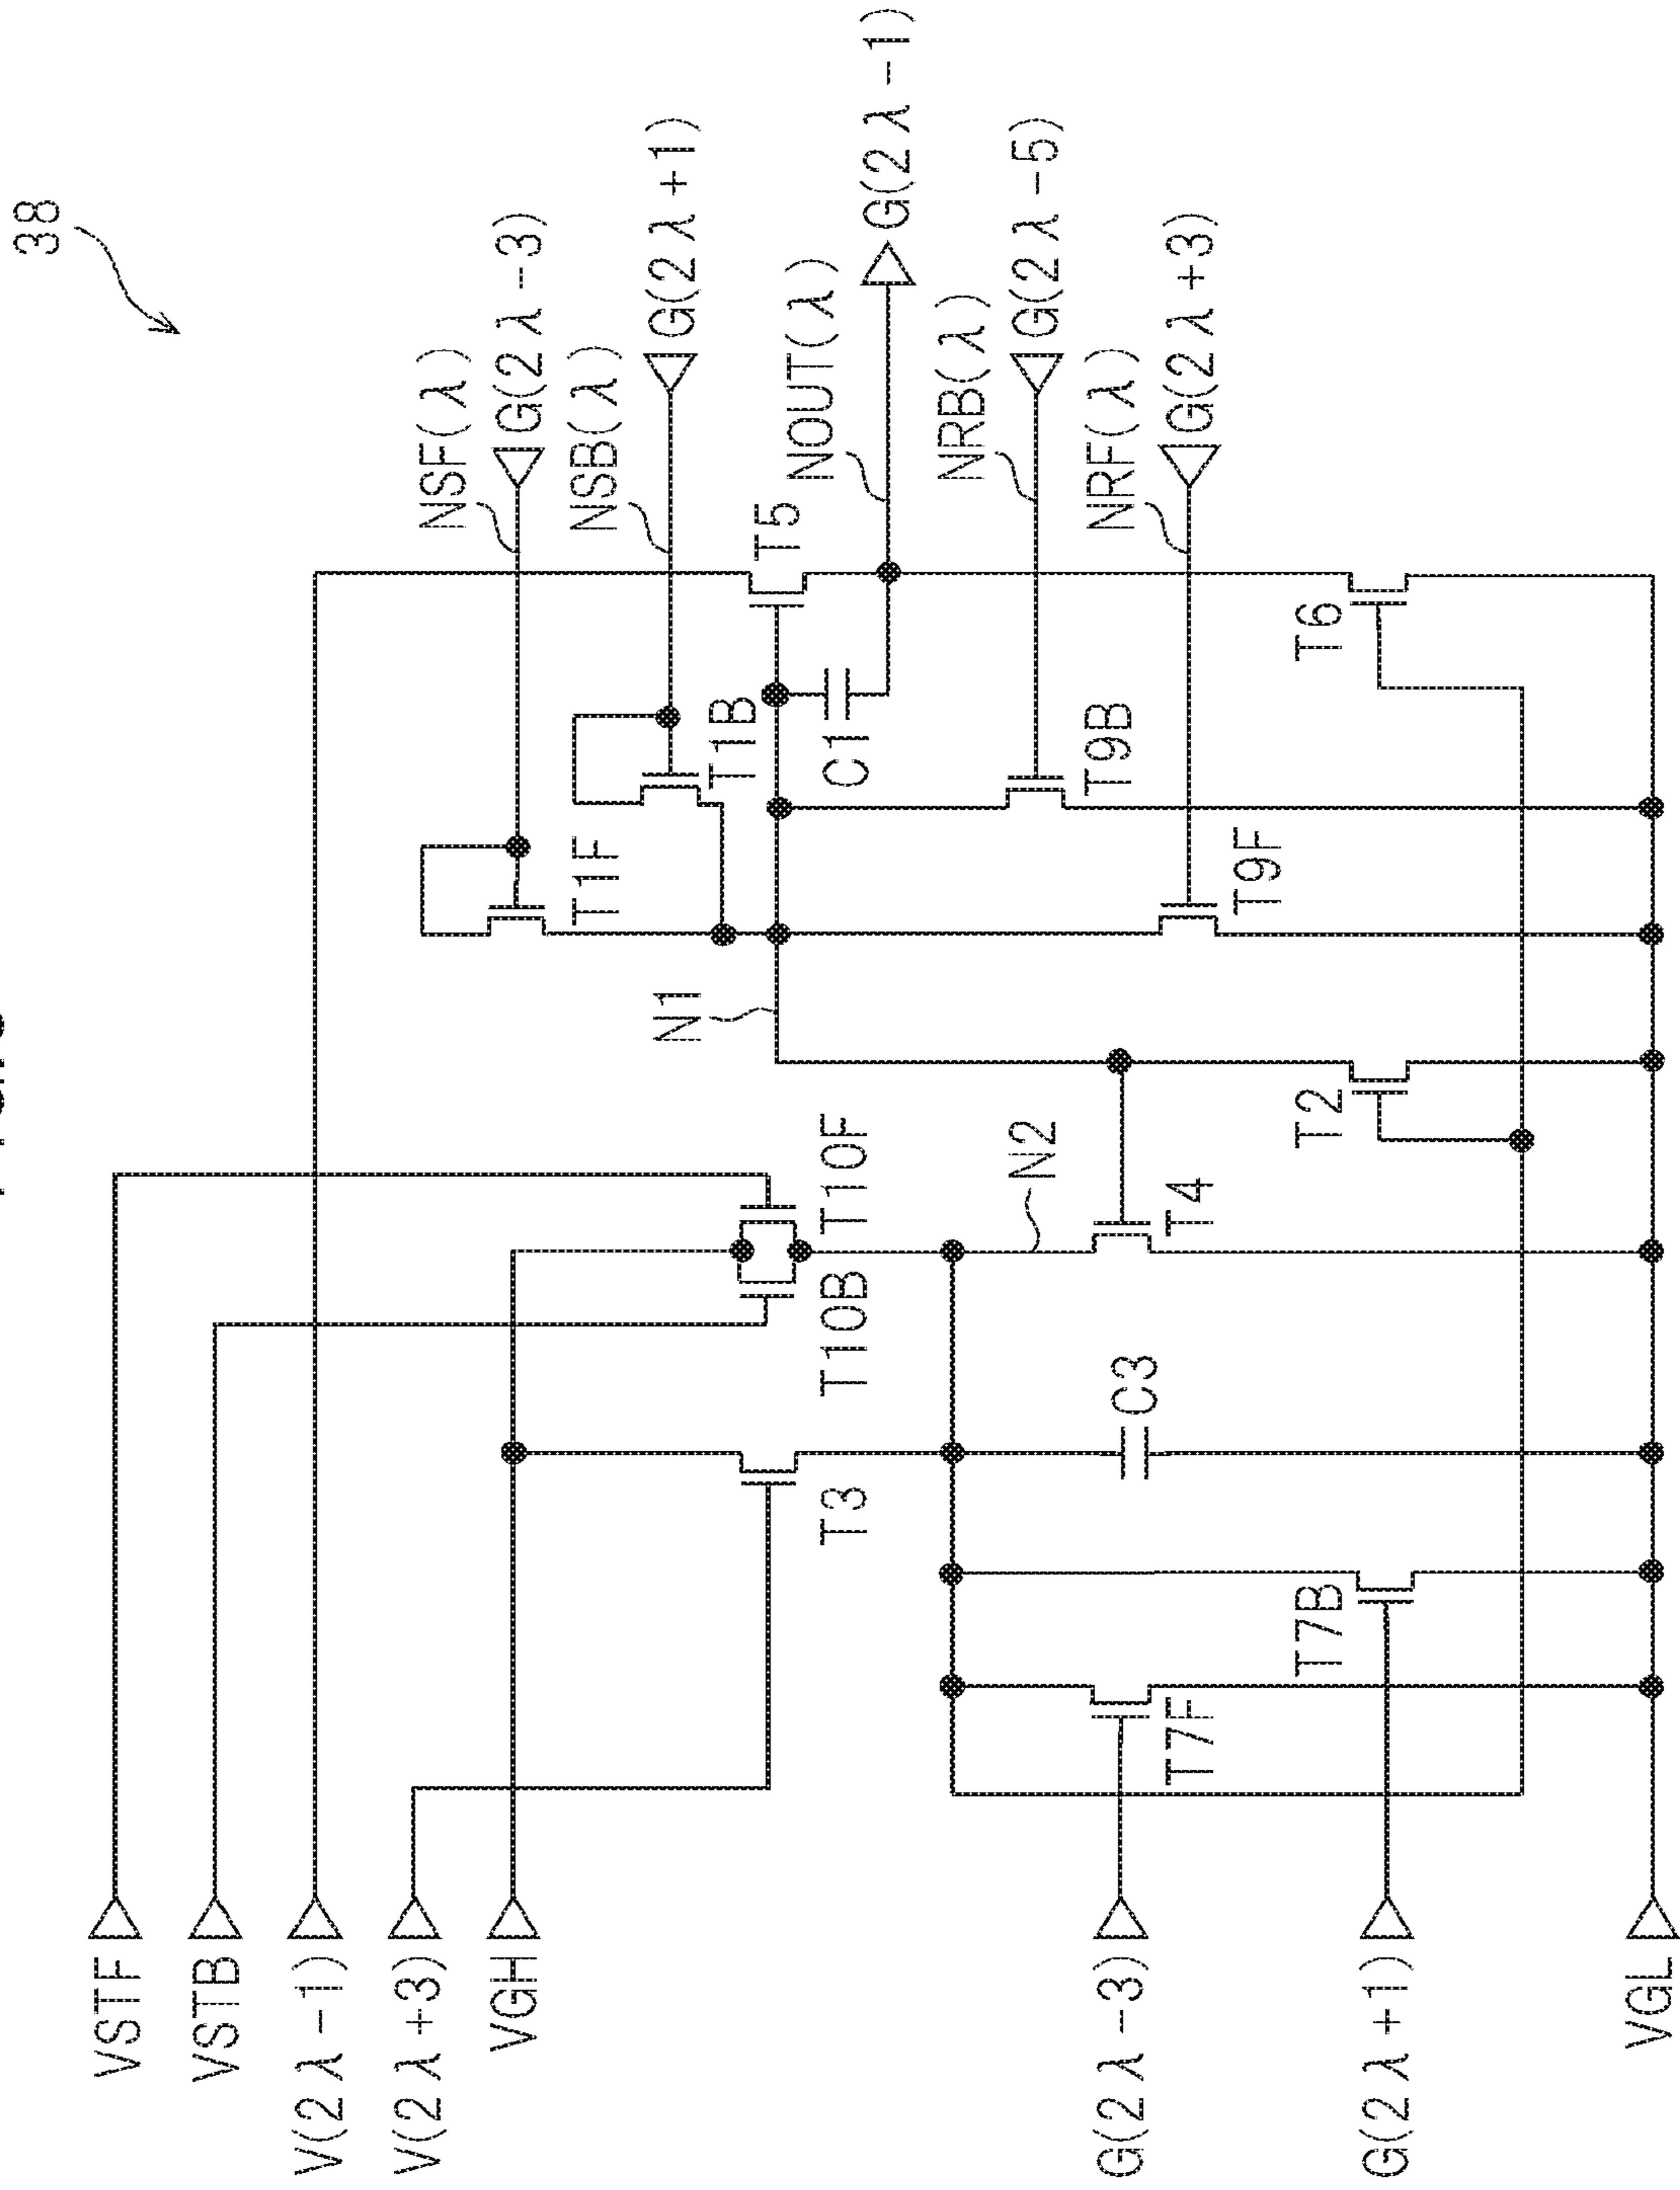 38
VSTF
VSTB
V(2λ-1)
V(2λ+3)
VGH
G(2λ-3)
G(2λ+1)
VGL
T3
T10B
T10F
N2
C3
T7F
T7B
T4
T2
N1
T1F
T1B
C1
T5
T9F
T9B
T6
NSF(λ)
G(2λ-3)
NSB(λ)
G(2λ+1)
NOUT(λ)
G(2λ-1)
NRB(λ)
G(2λ-5)
NRF(λ)
G(2λ+3)